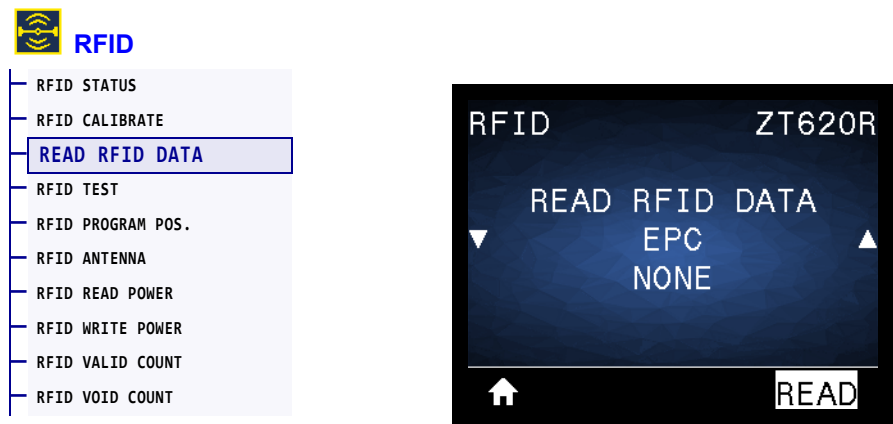 RFID
RFID STATUS
RFID CALIBRATE
READ RFID DATA
RFID TEST
RFID PROGRAM POS.
RFID ANTENNA
RFID READ POWER
RFID WRITE POWER
RFID VALID COUNT
RFID VOID COUNT
RFID ZT620R
READ RFID DATA
EPC
NONE
READ